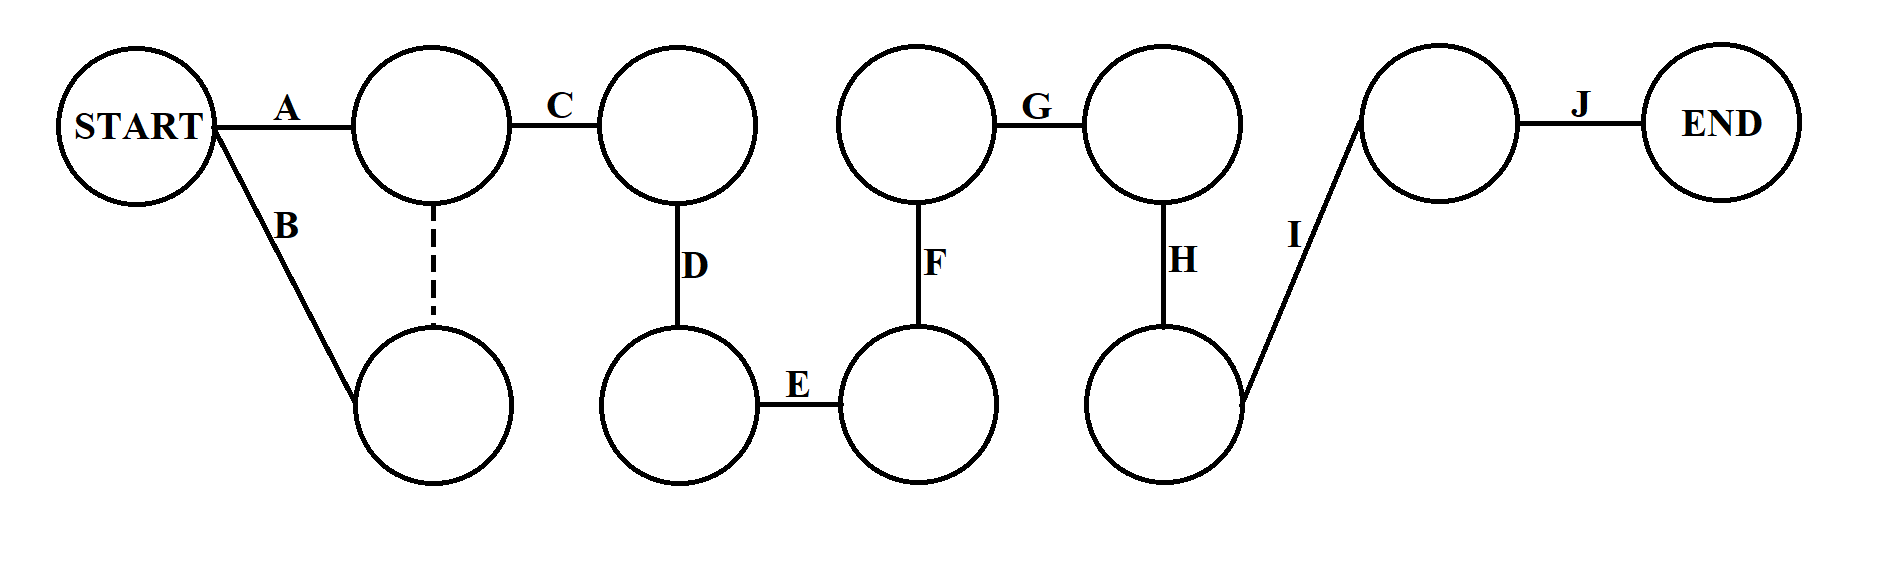 START A C G J END
B D F H I
E